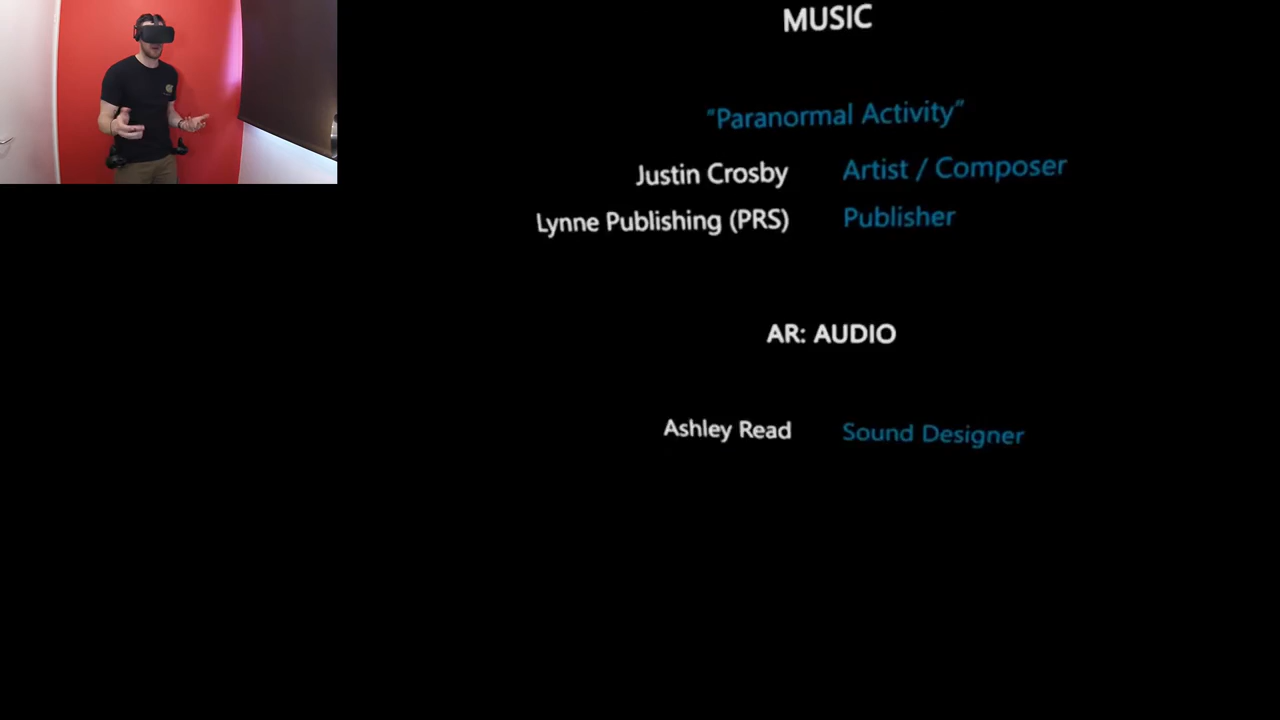 MUSIC
"Paranormal Activity"
Justin Crosby Artist / Composer
Lynne Publishing (PRS) Publisher
AR: AUDIO
Ashley Read Sound Designer